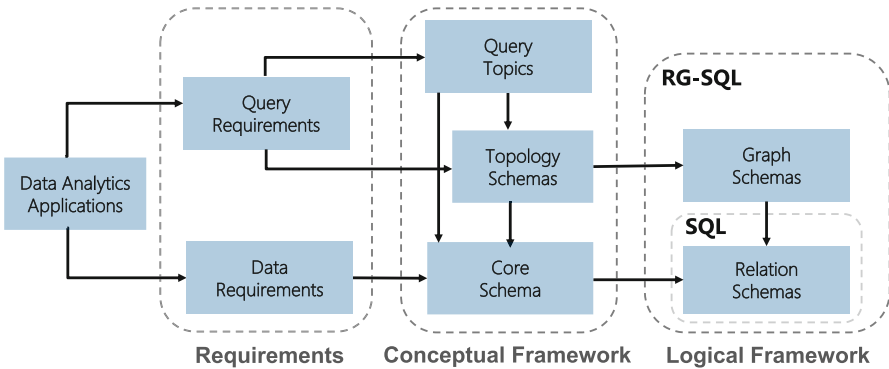 Data Analytics
Applications
Query
Requirements
Data
Requirements
Requirements
Query
Topics
Topology
Schemas
Core
Schema
Conceptual Framework
RG-SQL
Graph
Schemas
SQL
Relation
Schemas
Logical Framework